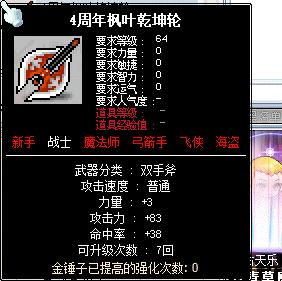 4周年枫叶乾坤轮
要求等级： 64
要求力量： 0
要求敏捷： 0
要求智力： 0
要求运气： 0
要求人气度： -
道具等级： -
道具经验值： -
新手 战士 魔法师 弓箭手 飞侠 海盗
武器分类 : 双手斧
攻击速度 : 普通
力量 : +3
攻击力 : +83
命中率 : +38
可升级次数 : 7回
金锤子已提高的强化次数: 0
天乐